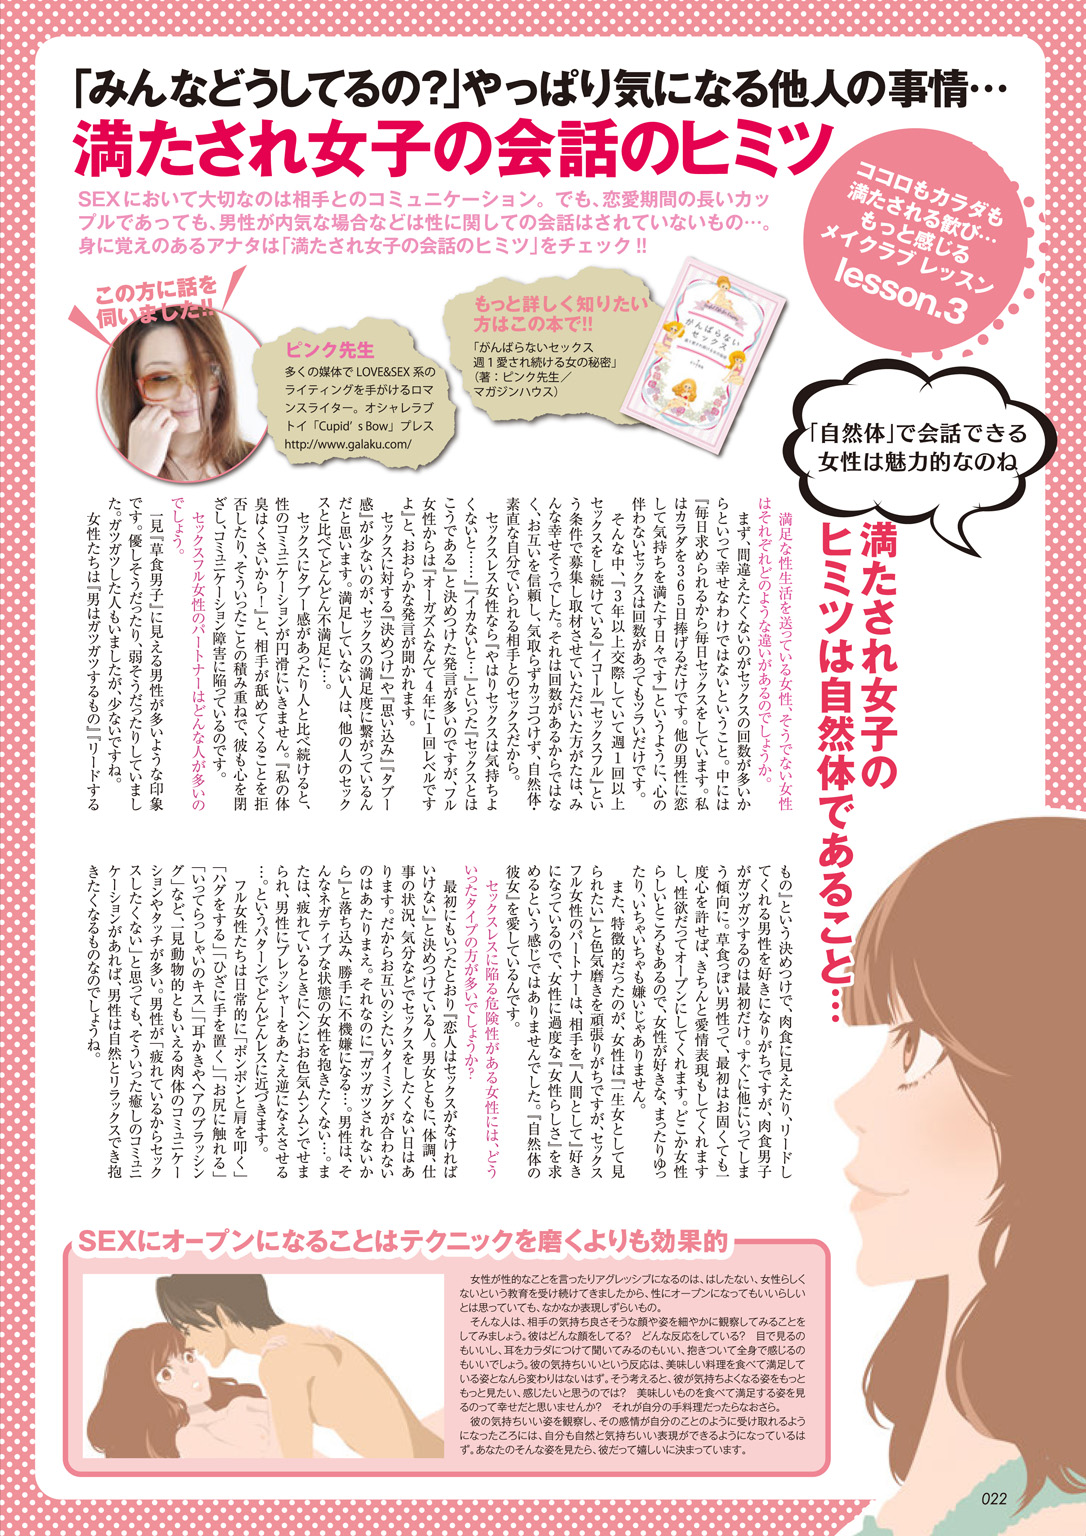 「みんなどうしてるの？」やっぱり気になる他人の事情…
満たされ女子の会話のヒミツ
SEXにおいて大切なのは相手とのコミュニケーション。でも、恋愛期間の長いカッ
プルであっても、男性が内気な場合などは性に関しての会話はされていないもの…。
身に覚えのあるアナタは「満たされ女子の会話のヒミツ」をチェック!!
ココロもカラダも
満たされる歓び…
もっと感じる
メイクラブ レッスン
lesson.3
この方に話を
伺いました!!
ピンク先生
多くの媒体で LOVE&SEX 系の
ライティングを手がけるロマ
ンスライター。オシャレラブ
トイ「Cupid’s Bow」プレス
http://www.galaku.com/
もっと詳しく知りたい
方はこの本で!!
「がんばらないセックス
週１愛され続ける女の秘密」
（著：ピンク先生／
マガジンハウス）
がんばらない
セックス
「自然体」で会話できる
女性は魅力的なのね
満たされ女子の
ヒミツは自然体であること…
満足な性生活を送っている女性、そうでない女性
はそれぞれどのような違いがあるのでしょうか。
まず、間違えたくないのがセックスの回数が多いか
らといって幸せなわけではないということ。中には
『毎日求められるから毎日セックスをしています。私
はカラダを３６５日捧げるだけです。他の男性に恋
して気持ちを満たす日々です』というように、心の
伴わないセックスは回数があってもツラいだけです。
そんな中、『３年以上交際していて週１回以上
セックスをし続けている』イコール『セックスフル』とい
う条件で募集し取材させていただいた方がたは、み
んな幸せそうでした。それは回数があるからではな
く、お互いを信頼し、気取らずカッコつけず、自然体・
素直な自分でいられる相手とのセックスだから。
セックスレス女性なら『やはりセックスは気持ちよ
くないと……』『イカないと…』といった『セックスとは
こうである』と決めつけた発言が多いのですが、フル
女性からは『オーガズムなんて４年に１回レベルです
よ』と、おおらかな発言が聞かれます。
セックスに対する『決めつけ』や『思い込み』『タブー
感』が少ないのが、セックスの満足度に繋がっているん
だと思います。満足していない人は、他の人のセック
スと比べてどんどん不満足に…。
セックスにタブー感があったり人と比べ続けると、
性のコミュニケーションが円滑にいきません。『私の体
臭はくさいから！』と、相手が舐めてくることを拒
否したり、そういったことの積み重ねで、彼も心を閉
ざし、コミュニケーション障害に陥っているのです。
セックスフル女性のパートナーはどんな人が多いの
でしょう。
一見『草食男子』に見える男性が多いような印象
です。優しそうだったり、弱そうだったりしていまし
た。ガツガツした人もいましたが、少ないですね。
女性たちは『男はガツガツするもの』『リードする
もの』という決めつけで、肉食に見えたり、リードし
てくれる男性を好きになりがちですが、肉食男子
がガツガツするのは最初だけ。すぐに他にいってしま
う傾向に。草食っぽい男性って、最初はお固くても一
度心を許せば、きちんと愛情表現もしてくれます
し、性欲だってオープンにしてくれます。どこか女性
らしいところもあるので、女性が好きな、まったりゆっ
たり、いちゃいちゃも嫌いじゃありません。
また、特徴的だったのが、女性は『一生女として見
られたい』と色気磨きを頑張りがちですが、セックス
フル女性のパートナーは、相手を『人間として』好き
になっているので、女性に過度な『女性らしさ』を求
めるという感じではありませんでした。『自然体の
彼女』を愛しているんです。
セックスレスに陥る危険性がある女性には、どう
いったタイプの方が多いでしょうか？
最初にもいったとおり『恋人はセックスがなければ
いけない』と決めつけている人。男女ともに、体調、仕
事の状況、気分などでセックスをしたくない日はあ
ります。だからお互いのシたいタイミングが合わない
のはあたりまえ。それなのに『ガツガツされないか
ら』と落ち込み、勝手に不機嫌になる…。男性は、そ
んなネガティブな状態の女性を抱きたくない…。ま
たは、疲れているときにヘンにお色気ムンムンでせま
られ、男性にプレッシャーをあたえ逆になえさせる
…。というパターンでどんどんレスに近づきます。
フル女性たちは日常的に「ポンポンと肩を叩く」
「ハグをする」「ひざに手を置く」「お尻に触れる」
「いってらっしゃいのキス」「耳かきやヘアのブラッシン
グ」など、一見動物的ともいえる肉体のコミュニケー
ションやタッチが多い。男性が、「疲れているからセック
スしたくない」と思っても、そういった癒しのコミュニ
ケーションがあれば、男性は自然とリラックスでき抱
きたくなるものなのでしょうね。
SEXにオープンになることはテクニックを磨くよりも効果的
女性が性的なことを言ったりアグレッシブになるのは、はしたない、女性らしく
ないという教育を受け続けてきましたから、性にオープンになってもいいらしい
とは思っていても、なかなか表現しずらいもの。
そんな人は、相手の気持ち良さそうな顔や姿を細やかに観察してみることを
してみましょう。彼はどんな顔をしてる？　どんな反応をしている？　目で見るの
もいいし、耳をカラダにつけて聞いてみるのもいい、抱きついて全身で感じるの
もいいでしょう。彼の気持ちいいという反応は、美味しい料理を食べて満足して
いる姿となんら変わりはないはず。そう考えると、彼が気持ちよくなる姿をもっと
もっと見たい、感じたいと思うのでは？　美味しいものを食べて満足する姿を見
るのって幸せだと思いませんか？　それが自分の手料理だったらなおさら。
彼の気持ちいい姿を観察し、その感情が自分のことのように受け取れるよう
になったころには、自分も自然と気持ちいい表現ができるようになっているは
ず。あなたのそんな姿を見たら、彼だって嬉しいに決まっています。
022